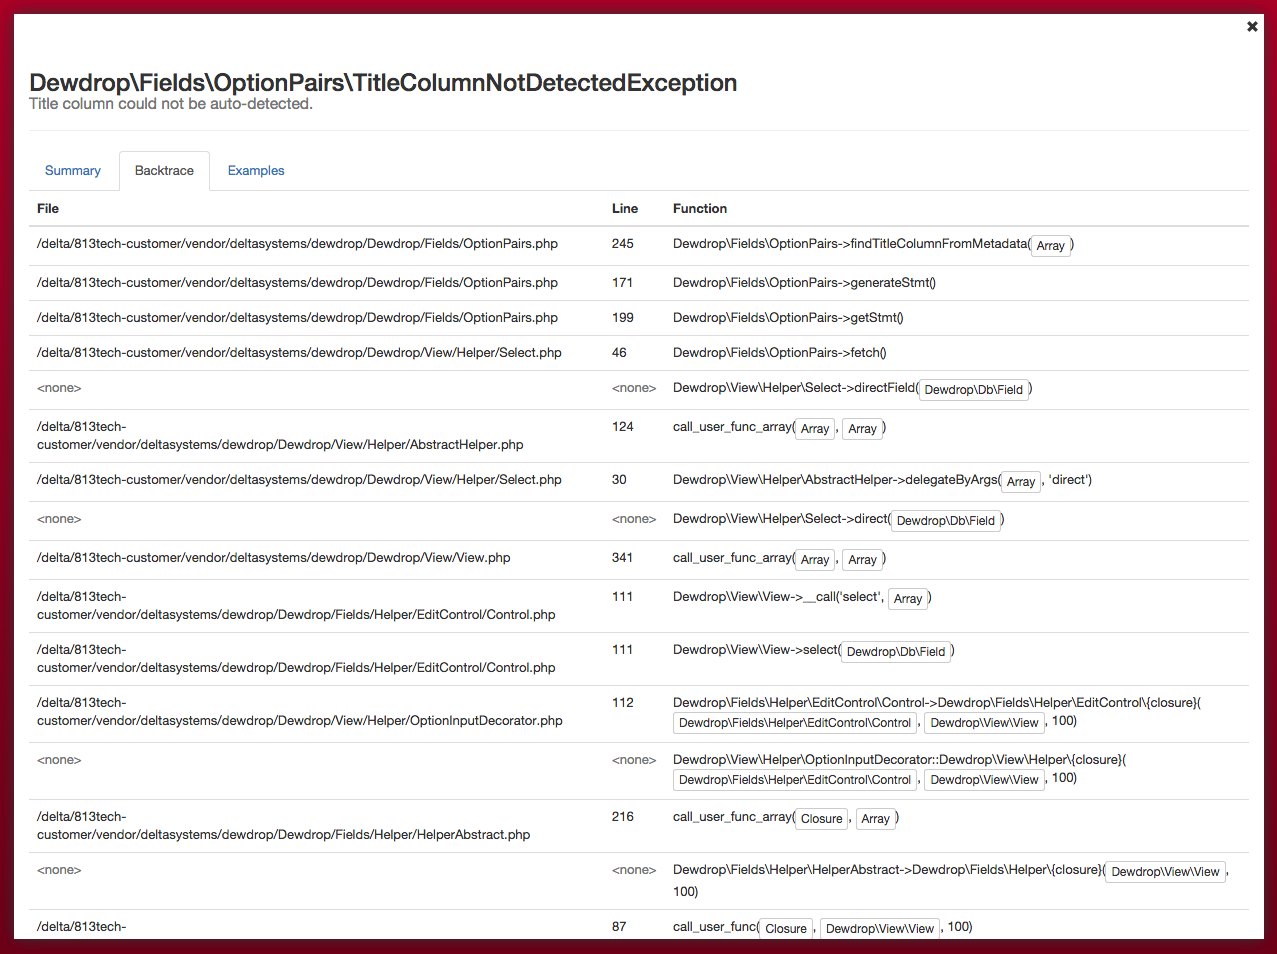 ✖
Dewdrop\Fields\OptionPairs\TitleColumnNotDetectedException
Title column could not be auto-detected.
Summary Backtrace Examples
File Line Function
/delta/813tech-customer/vendor/deltasystems/dewdrop/Dewdrop/Fields/OptionPairs.php 245 Dewdrop\Fields\OptionPairs->findTitleColumnFromMetadata( Array )
/delta/813tech-customer/vendor/deltasystems/dewdrop/Dewdrop/Fields/OptionPairs.php 171 Dewdrop\Fields\OptionPairs->generateStmt()
/delta/813tech-customer/vendor/deltasystems/dewdrop/Dewdrop/Fields/OptionPairs.php 199 Dewdrop\Fields\OptionPairs->getStmt()
/delta/813tech-customer/vendor/deltasystems/dewdrop/Dewdrop/View/Helper/Select.php 46 Dewdrop\Fields\OptionPairs->fetch()
<none> <none> Dewdrop\View\Helper\Select->directField( Dewdrop\Db\Field )
/delta/813tech- 124 call_user_func_array( Array , Array )
customer/vendor/deltasystems/dewdrop/Dewdrop/View/Helper/AbstractHelper.php
/delta/813tech-customer/vendor/deltasystems/dewdrop/Dewdrop/View/Helper/Select.php 30 Dewdrop\View\Helper\AbstractHelper->delegateByArgs( Array , 'direct')
<none> <none> Dewdrop\View\Helper\Select->direct( Dewdrop\Db\Field )
/delta/813tech-customer/vendor/deltasystems/dewdrop/Dewdrop/View/View.php 341 call_user_func_array( Array , Array )
/delta/813tech- 111 Dewdrop\View\View->__call('select', Array )
customer/vendor/deltasystems/dewdrop/Dewdrop/Fields/Helper/EditControl/Control.php
/delta/813tech- 111 Dewdrop\View\View->select( Dewdrop\Db\Field )
customer/vendor/deltasystems/dewdrop/Dewdrop/Fields/Helper/EditControl/Control.php
/delta/813tech- 112 Dewdrop\Fields\Helper\EditControl\Control->Dewdrop\Fields\Helper\EditControl\{closure}(
customer/vendor/deltasystems/dewdrop/Dewdrop/View/Helper/OptionInputDecorator.php Dewdrop\Fields\Helper\EditControl\Control , Dewdrop\View\View , 100)
<none> <none> Dewdrop\View\Helper\OptionInputDecorator::Dewdrop\View\Helper\{closure}(
Dewdrop\Fields\Helper\EditControl\Control , Dewdrop\View\View , 100)
/delta/813tech- 216 call_user_func_array( Closure , Array )
customer/vendor/deltasystems/dewdrop/Dewdrop/Fields/Helper/HelperAbstract.php
<none> <none> Dewdrop\Fields\Helper\HelperAbstract->Dewdrop\Fields\Helper\{closure}( Dewdrop\View\View ,
100)
/delta/813tech- 87 call_user_func( Closure , Dewdrop\View\View , 100)